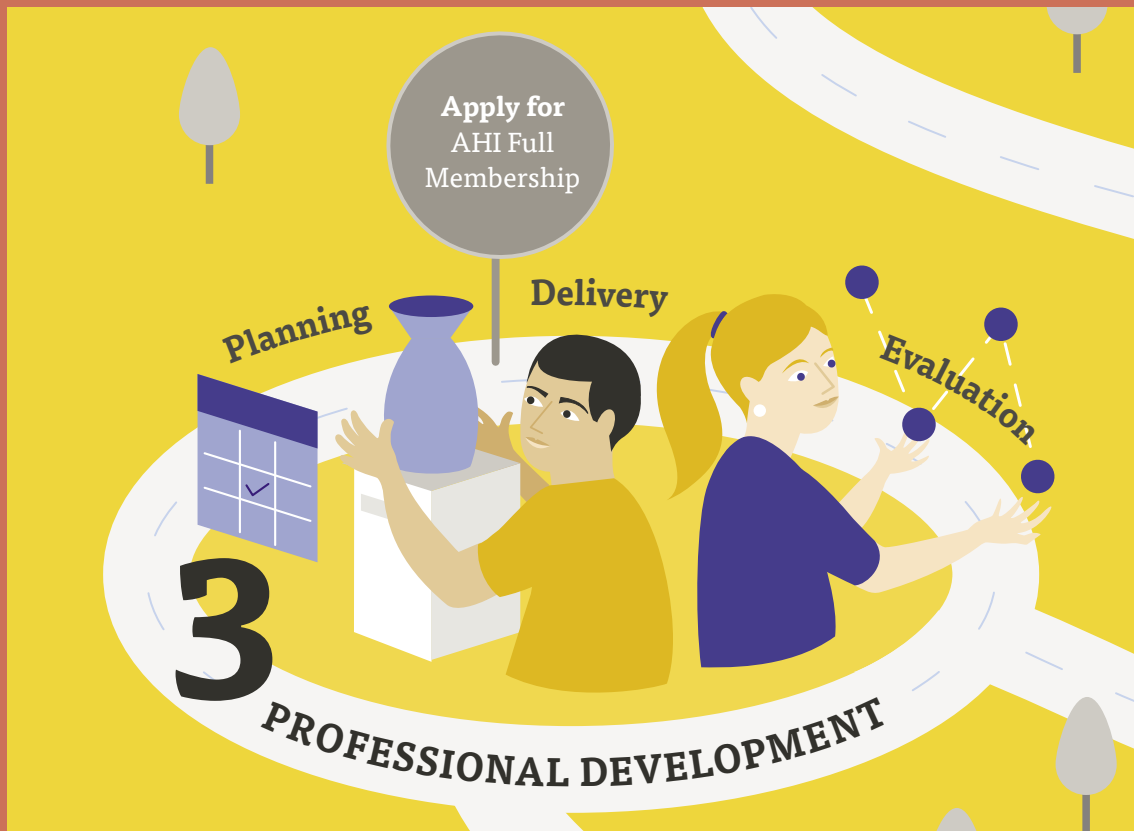 Apply for
AHI Full
Membership
Planning
Delivery
Evaluation
3
PROFESSIONAL DEVELOPMENT